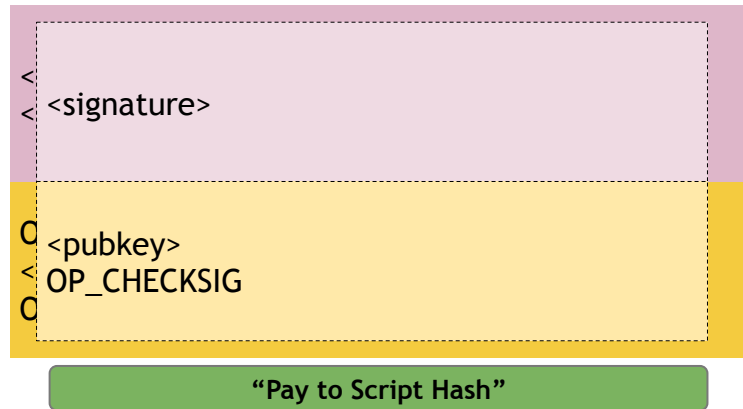 <
<signature>
<
O
<pubkey>
<
OP_CHECKSIG
O
“Pay to Script Hash”